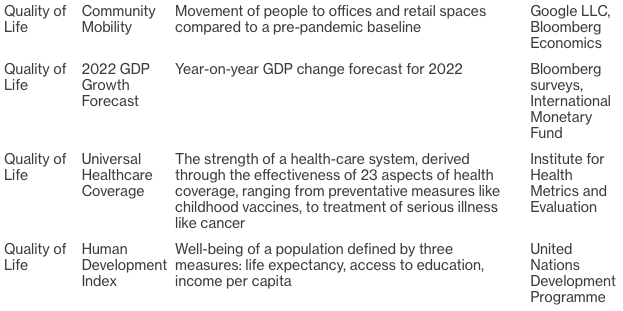 Quality of Life
Community Mobility
Movement of people to offices and retail spaces
compared to a pre-pandemic baseline
Google LLC,
Bloomberg
Economics
Quality of Life
2022 GDP
Growth
Forecast
Year-on-year GDP change forecast for 2022
Bloomberg
surveys,
International
Monetary
Fund
Quality of Life
Universal
Healthcare
Coverage
The strength of a health-care system, derived
through the effectiveness of 23 aspects of health
coverage, ranging from preventative measures like
childhood vaccines, to treatment of serious illness
like cancer
Institute for
Health
Metrics and
Evaluation
Quality of Life
Human
Development
Index
Well-being of a population defined by three
measures: life expectancy, access to education,
income per capita
United
Nations
Development
Programme